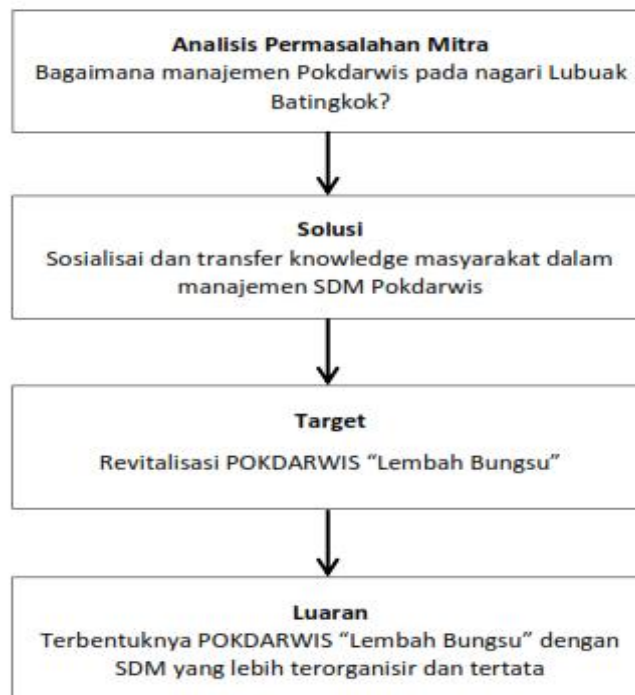 Analisis Permasalahan Mitra
Bagaimana manajemen Pokdarwis pada nagari Lubuak
Batingkok?
Solusi
Sosialisai dan transfer knowledge masyarakat dalam
manajemen SDM Pokdarwis
Target
Revitalisasi POKDARWIS “Lembah Bungsu”
Luaran
Terbentuknya POKDARWIS “Lembah Bungsu” dengan
SDM yang lebih terorganisir dan tertata